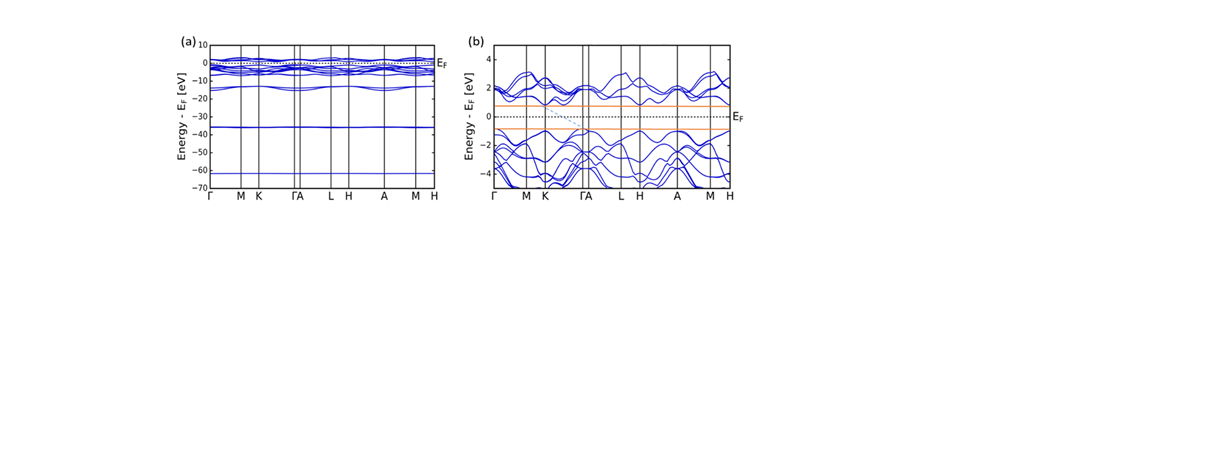 (a)
10
0
−10
−20
−30
−40
−50
−60
−70
Energy - E_F [eV]
E_F
Γ M K ΓA L H A M H
(b)
4
2
0
−2
−4
Energy - E_F [eV]
E_F
Γ M K ΓA L H A M H